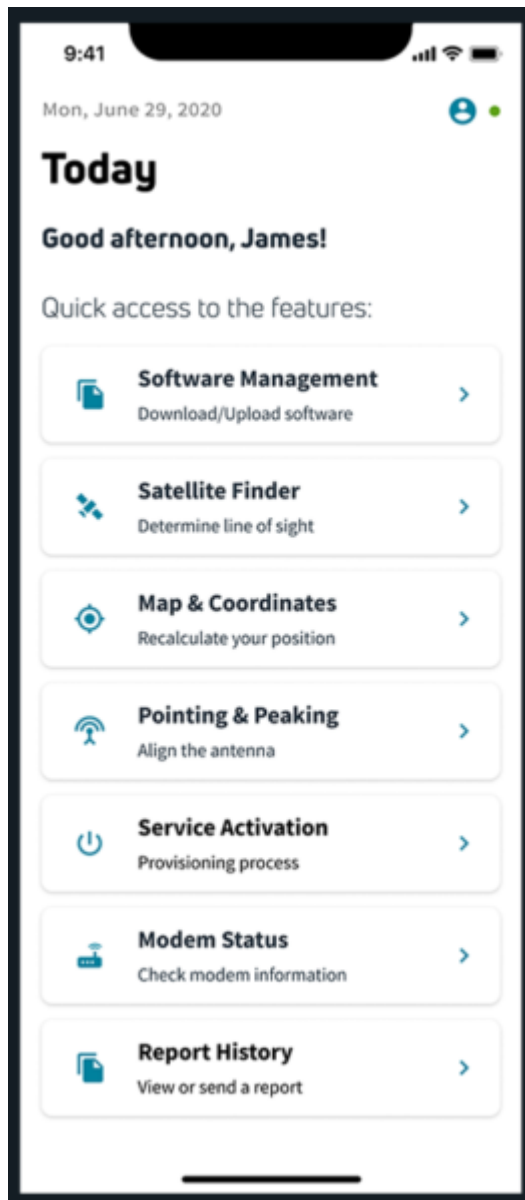 9:41
Mon, June 29, 2020
Today
Good afternoon, James!
Quick access to the features:
Software Management
Download/Upload software
Satellite Finder
Determine line of sight
Map & Coordinates
Recalculate your position
Pointing & Peaking
Align the antenna
Service Activation
Provisioning process
Modem Status
Check modem information
Report History
View or send a report